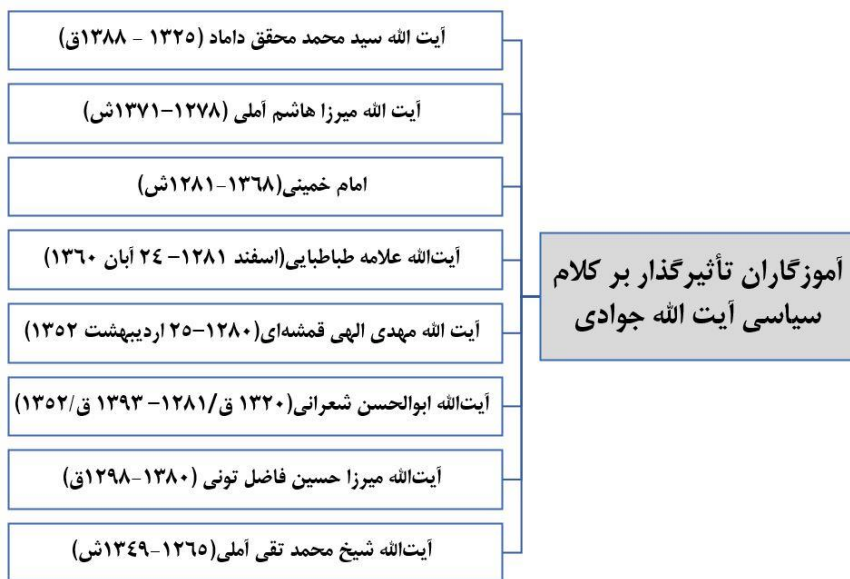 آموزگاران تأثیرگذار بر کلام
سیاسی آیت الله جوادی
آیت الله سید محمد محقق داماد (۱۳۲۵ - ۱۳۸۸ق)
آیت الله میرزا هاشم آملی (۱۲۷۸-۱۳۷۱ش)
امام خمینی(۱۳۶۸-۱۲۸۱ش)
آیت‌الله علامه طباطبایی(اسفند ۱۲۸۱- ۲۴ آبان ۱۳۶۰)
آیت الله مهدی الهی قمشه‌ای(۱۲۸۰-۲۵ اردیبهشت ۱۳۵۲)
آیت‌الله ابوالحسن شعرانی(۱۳۲۰ ق/۱۲۸۱- ۱۳۹۳ ق/۱۳۵۲)
آیت‌الله میرزا حسین فاضل تونی (۱۳۸۰-۱۲۹۸ق)
آیت‌الله شیخ محمد تقی آملی(۱۲۶۵-۱۳۴۹ش)